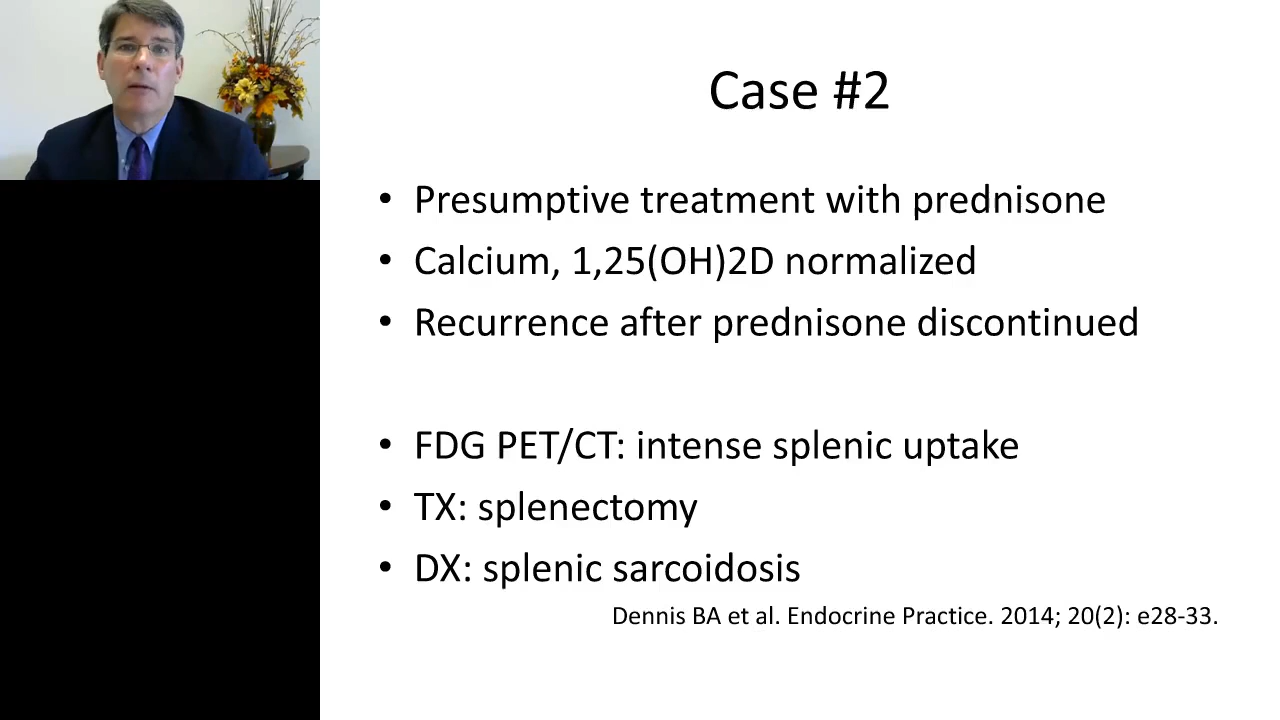 Case #2
• Presumptive treatment with prednisone
• Calcium, 1,25(OH)2D normalized
• Recurrence after prednisone discontinued
• FDG PET/CT: intense splenic uptake
• TX: splenectomy
• DX: splenic sarcoidosis
Dennis BA et al. Endocrine Practice. 2014; 20(2): e28-33.